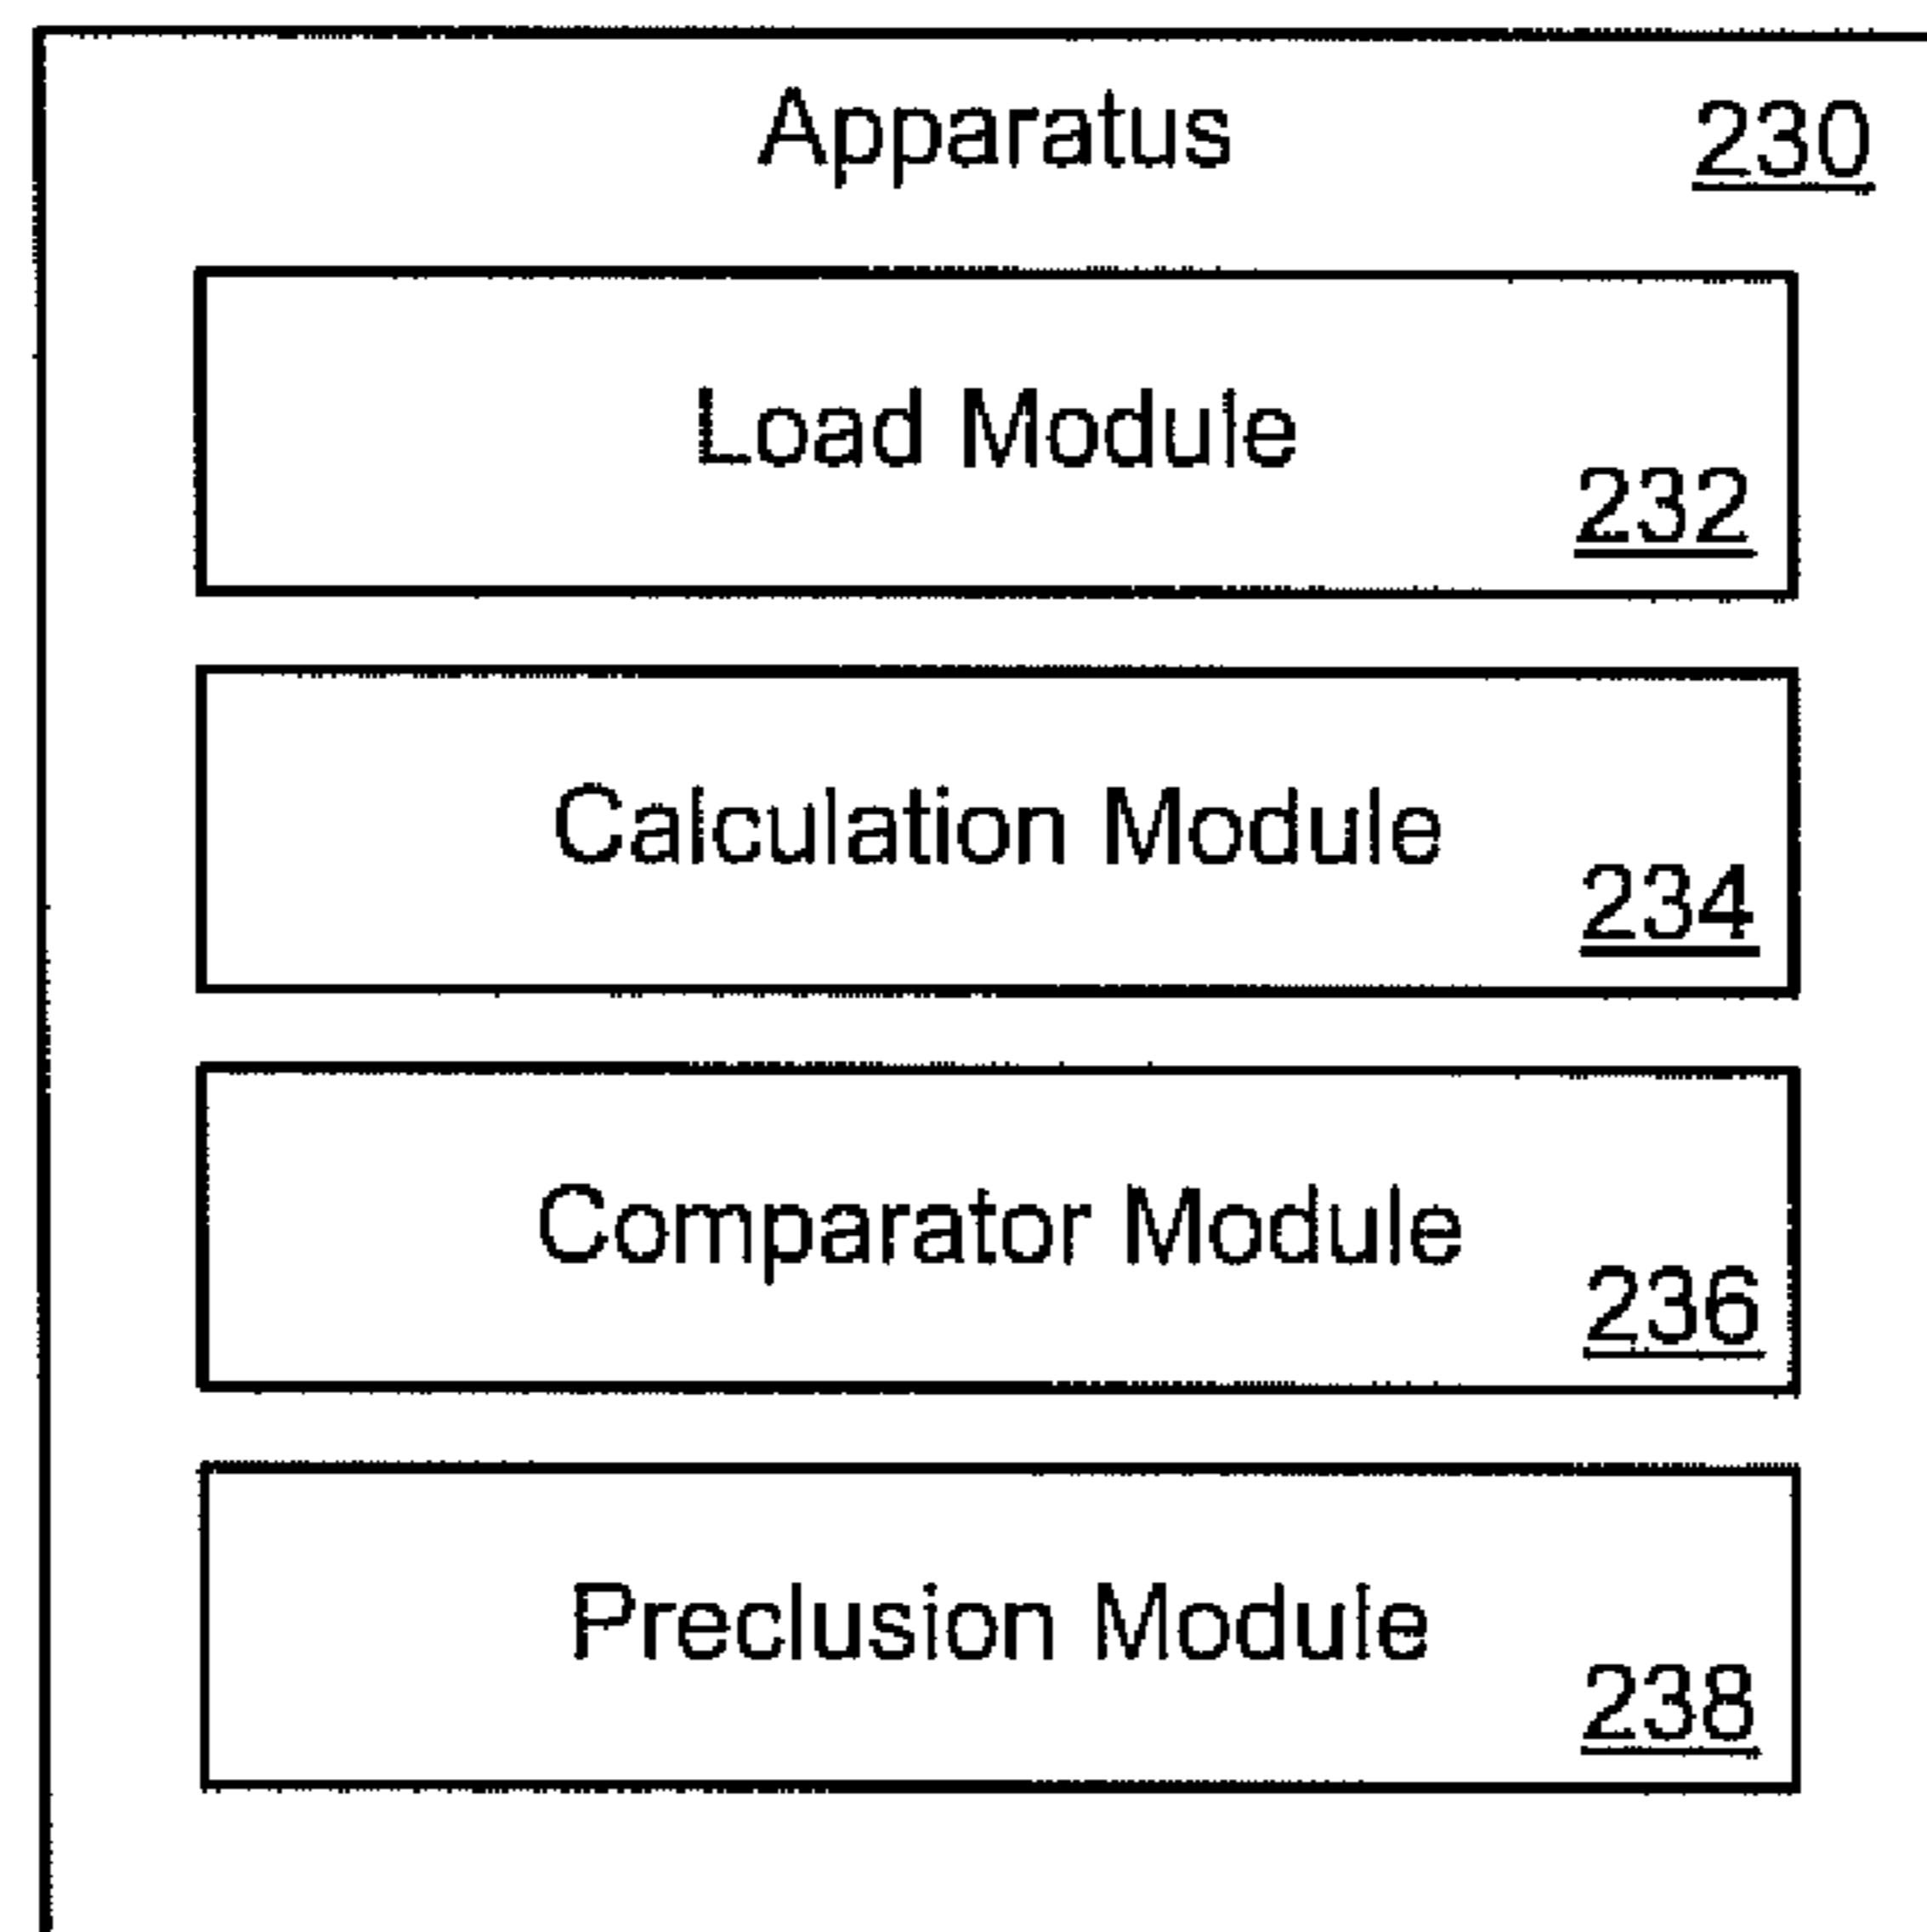 Apparatus 230
Load Module
232
Calculation Module
234
Comparator Module
236
Preclusion Module
238